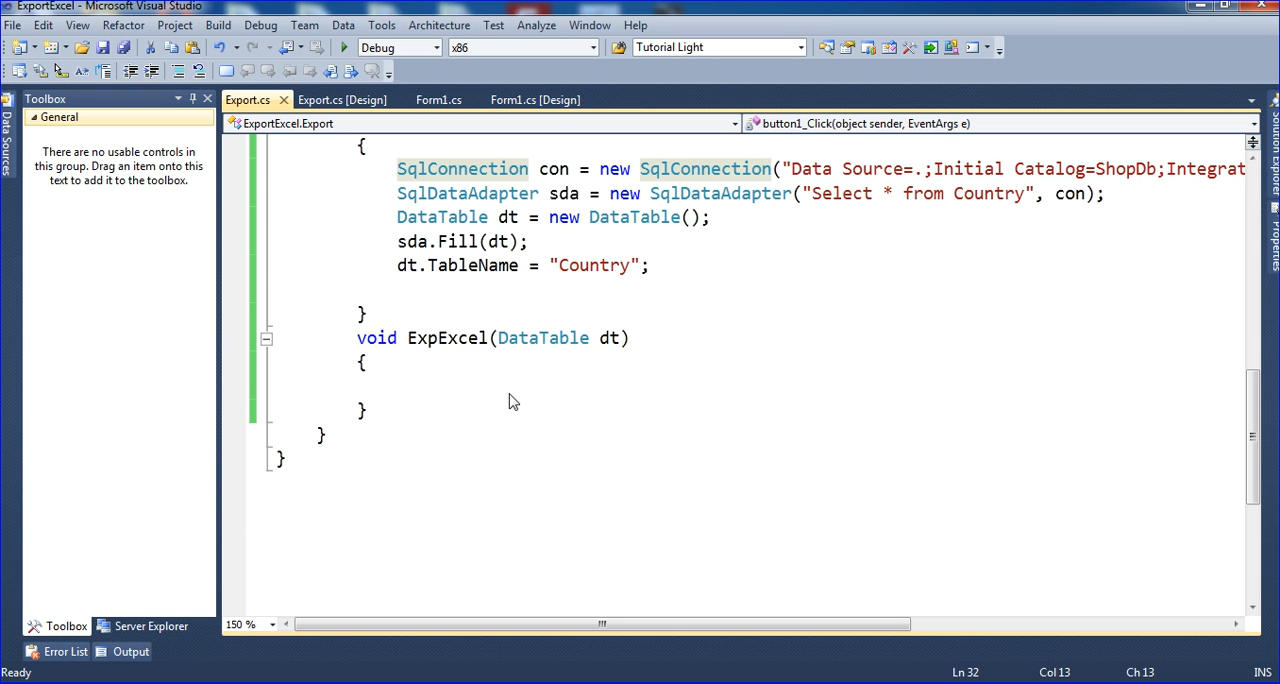 ExportExcel - Microsoft Visual Studio
File Edit View Refactor Project Build Debug Team Data Tools Architecture Test Analyze Window Help
Debug x86 Tutorial Light
Toolbox
General
There are no usable controls in
this group. Drag an item onto this
text to add it to the toolbox.
Data Sources
Export.cs Export.cs [Design] Form1.cs Form1.cs [Design]
ExportExcel.Export button1_Click(object sender, EventArgs e)
{
SqlConnection con = new SqlConnection("Data Source=.;Initial Catalog=ShopDb;Integrat
SqlDataAdapter sda = new SqlDataAdapter("Select * from Country", con);
DataTable dt = new DataTable();
sda.Fill(dt);
dt.TableName = "Country";
}
void ExpExcel(DataTable dt)
{
}
}
}
Solution Explorer
Properties
150 %
Toolbox Server Explorer
Error List Output
Ready Ln 32 Col 13 Ch 13 INS